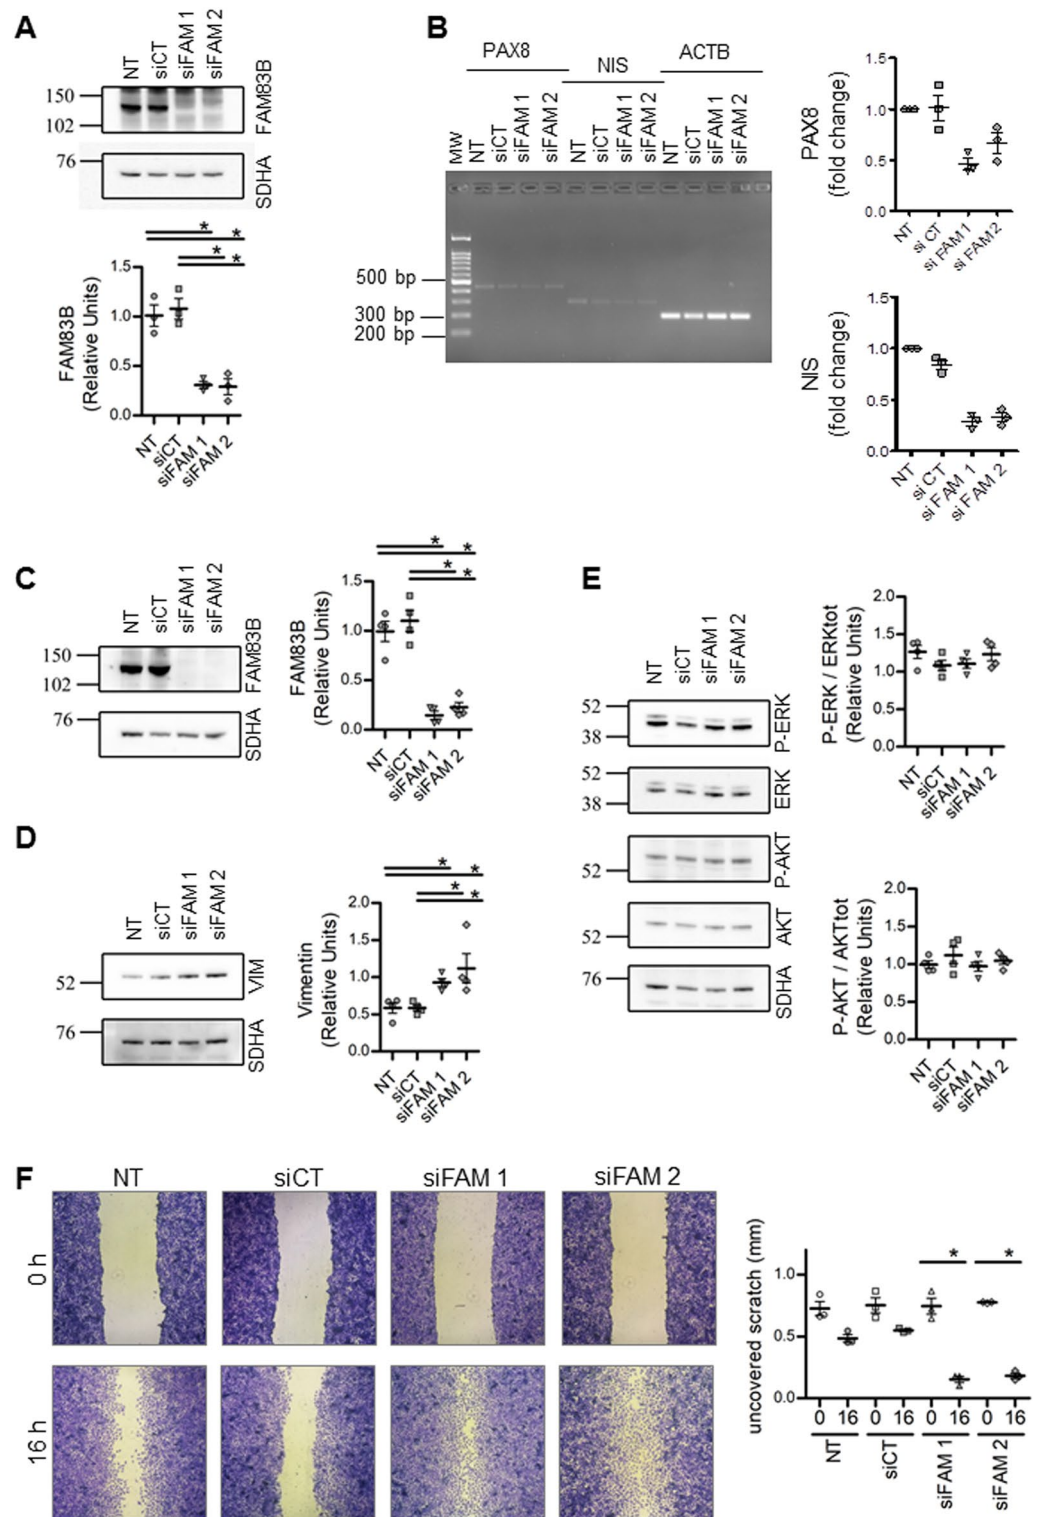 A
NT
siCT
siFAM 1
siFAM 2
150
102
FAM83B
76
SDHA
* *
* *
FAM83B
(Relative Units)
1.5
1.0
0.5
0.0
NT
siCT
siFAM 1
siFAM 2
B
PAX8
NIS
ACTB
MW
NT
siCT
siFAM 1
siFAM 2
NT
siCT
siFAM 1
siFAM 2
NT
siCT
siFAM 1
siFAM 2
500 bp
300 bp
200 bp
PAX8
(fold change)
1.5
1.0
0.5
0.0
NT
si CT
si FAM 1
si FAM 2
NIS
(fold change)
1.5
1.0
0.5
0.0
NT
si CT
si FAM 1
si FAM 2
C
NT
siCT
siFAM 1
siFAM 2
150
102
FAM83B
76
SDHA
* *
* *
FAM83B
(Relative Units)
1.5
1.0
0.5
0.0
NT
siCT
siFAM 1
siFAM 2
D
NT
siCT
siFAM 1
siFAM 2
52
VIM
76
SDHA
* *
* *
Vimentin
(Relative Units)
2.0
1.5
1.0
0.5
0.0
NT
siCT
siFAM 1
siFAM 2
E
NT
siCT
siFAM 1
siFAM 2
52
38
P-ERK
52
38
ERK
52
P-AKT
52
AKT
76
SDHA
P-ERK / ERKtot
(Relative Units)
2.0
1.5
1.0
0.5
0.0
NT
siCT
siFAM 1
siFAM 2
P-AKT / AKTtot
(Relative Units)
2.0
1.5
1.0
0.5
0.0
NT
siCT
siFAM 1
siFAM 2
F
NT
siCT
siFAM 1
siFAM 2
0 h
16 h
uncovered scratch (mm)
1.0
0.5
0.0
* *
0 16 0 16 0 16 0 16
NT
siCT
siFAM 1
siFAM 2